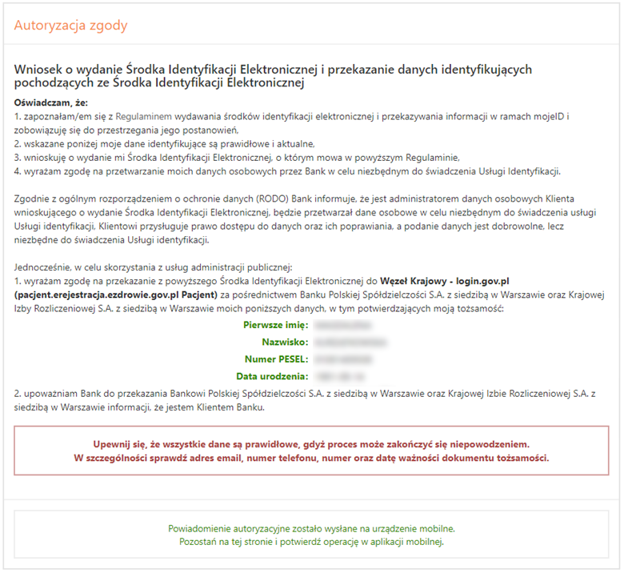 Autoryzacja zgody
Wniosek o wydanie Środka Identyfikacji Elektronicznej i przekazanie danych identyfikujących
pochodzących ze Środka Identyfikacji Elektronicznej
Oświadczam, że:
1. zapoznałam/em się z Regulaminem wydawania środków identyfikacji elektronicznej i przekazywania informacji w ramach mojeID i
zobowiązuję się do przestrzegania jego postanowień,
2. wskazane poniżej moje dane identyfikujące są prawidłowe i aktualne,
3. wnioskuję o wydanie mi Środka Identyfikacji Elektronicznej, o którym mowa w powyższym Regulaminie,
4. wyrażam zgodę na przetwarzanie moich danych osobowych przez Bank w celu niezbędnym do świadczenia Usługi Identyfikacji.
Zgodnie z ogólnym rozporządzeniem o ochronie danych (RODO) Bank informuje, że jest administratorem danych osobowych Klienta
wnioskującego o wydanie Środka Identyfikacji Elektronicznej, będzie przetwarzał dane osobowe w celu niezbędnym do świadczenia usługi
Usługi identyfikacji. Klientowi przysługuje prawo dostępu do danych oraz ich poprawiania, a podanie danych jest dobrowolne, lecz
niezbędne do świadczenia Usługi identyfikacji.
Jednocześnie, w celu skorzystania z usług administracji publicznej:
1. wyrażam zgodę na przekazanie z powyższego Środka Identyfikacji Elektronicznej do Węzeł Krajowy - login.gov.pl
(pacjent.erejestracja.ezdrowie.gov.pl Pacjent) za pośrednictwem Banku Polskiej Spółdzielczości S.A. z siedzibą w Warszawie oraz Krajowej
Izby Rozliczeniowej S.A. z siedzibą w Warszawie moich poniższych danych, w tym potwierdzających moją tożsamość:
Pierwsze imię:
Nazwisko:
Numer PESEL:
Data urodzenia:
2. upoważniam Bank do przekazania Bankowi Polskiej Spółdzielczości S.A. z siedzibą w Warszawie oraz Krajowej Izbie Rozliczeniowej S.A. z
siedzibą w Warszawie informacji, że jestem Klientem Banku.
Upewnij się, że wszystkie dane są prawidłowe, gdyż proces może zakończyć się niepowodzeniem.
W szczególności sprawdź adres email, numer telefonu, numer oraz datę ważności dokumentu tożsamości.
Powiadomienie autoryzacyjne zostało wysłane na urządzenie mobilne.
Pozostań na tej stronie i potwierdź operację w aplikacji mobilnej.